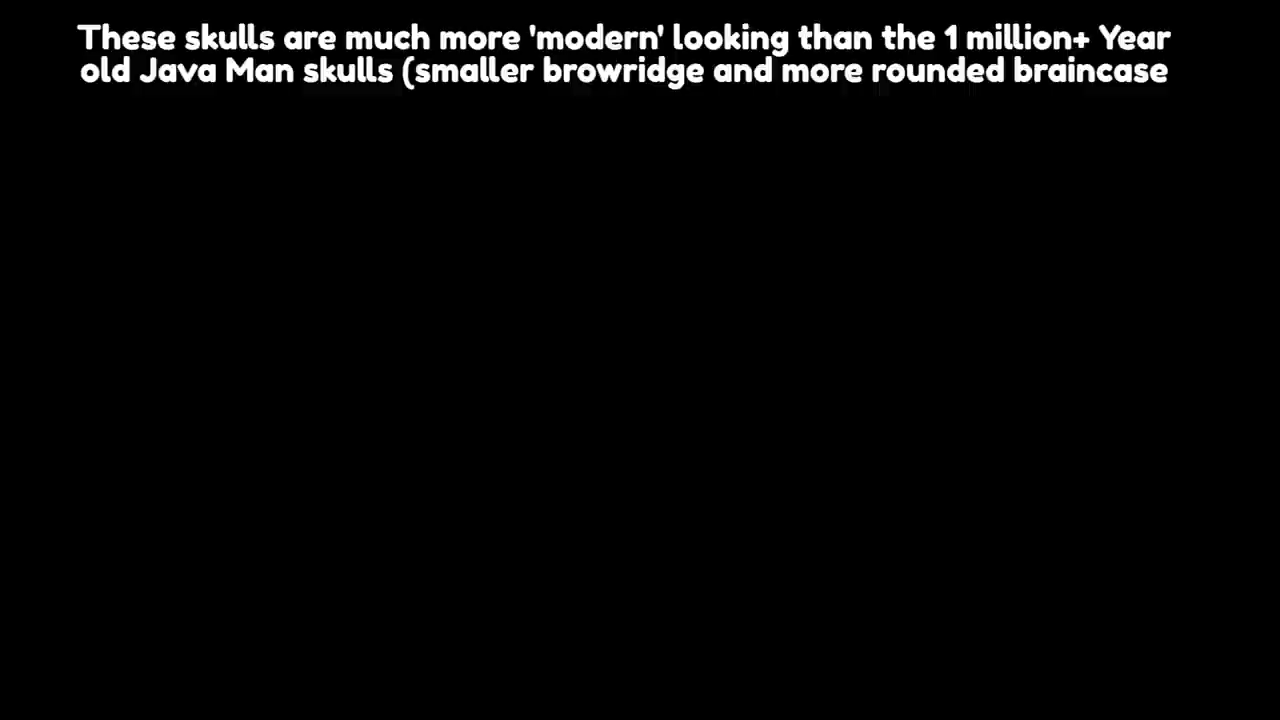 These skulls are much more 'modern' looking than the 1 million+ Year
old Java Man skulls (smaller browridge and more rounded braincase